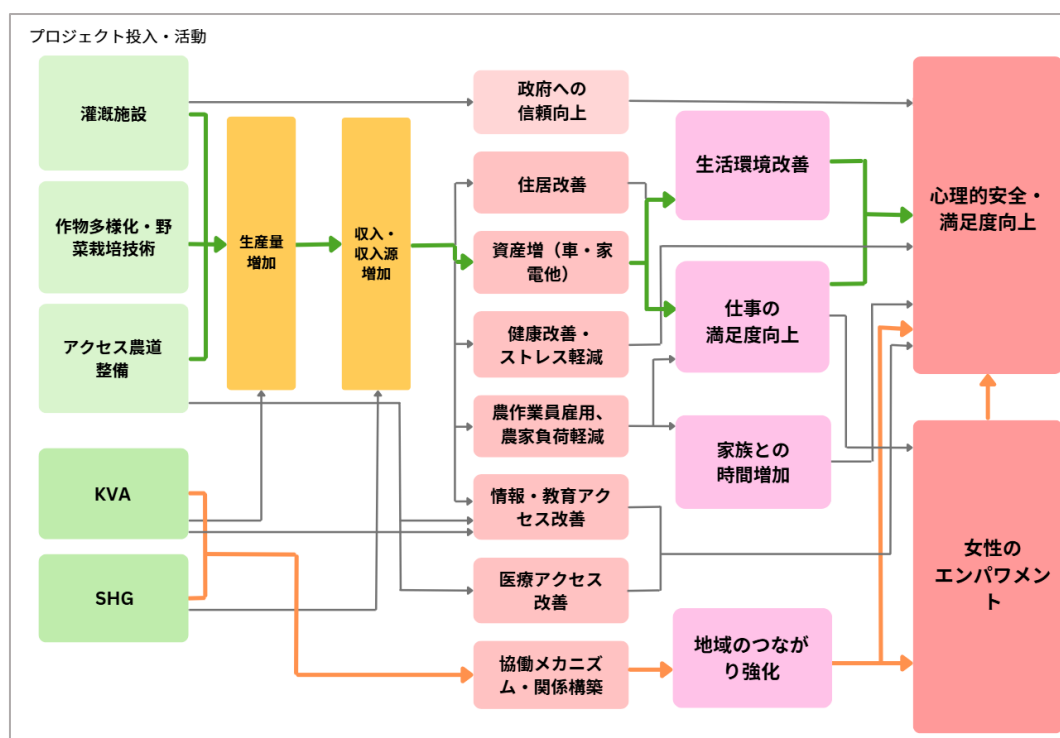 プロジェクト投入・活動
灌漑施設
作物多様化・野
菜栽培技術
アクセス農道
整備
KVA
SHG
生産量
増加
収入・
収入源
増加
政府への
信頼向上
住居改善
資産増（車・家
電他）
健康改善・
ストレス軽減
農作業員雇用、
農家負荷軽減
情報・教育アク
セス改善
医療アクセス
改善
協働メカニズ
ム・関係構築
生活環境改善
仕事の
満足度向上
家族との
時間増加
地域のつなが
り強化
心理的安全・
満足度向上
女性の
エンパワメン
ト